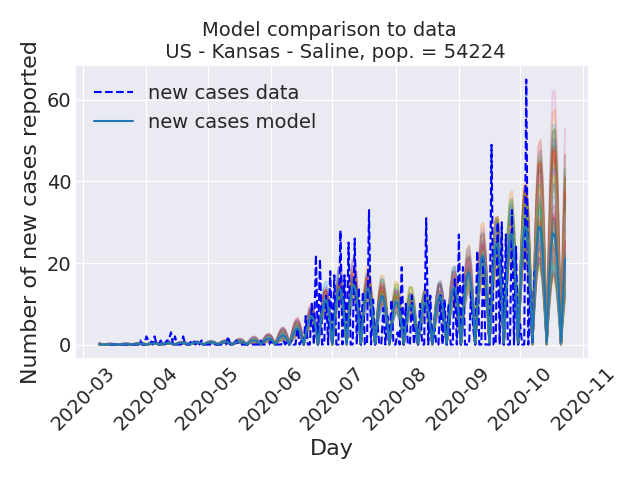 Model comparison to data
US - Kansas - Saline, pop. = 54224
Number of new cases reported
60
40
20
0
new cases data
new cases model
2020-03
2020-04
2020-05
2020-06
2020-07
2020-08
2020-09
2020-10
2020-11
Day